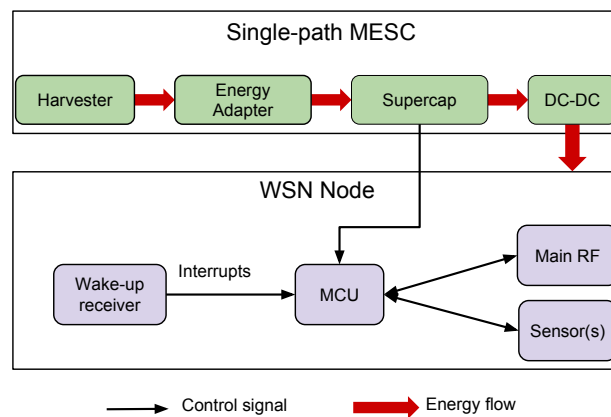 Single-path MESC
Harvester
Energy
Adapter
Supercap
DC-DC
WSN Node
Wake-up
receiver
Interrupts
MCU
Main RF
Sensor(s)
Control signal
Energy flow